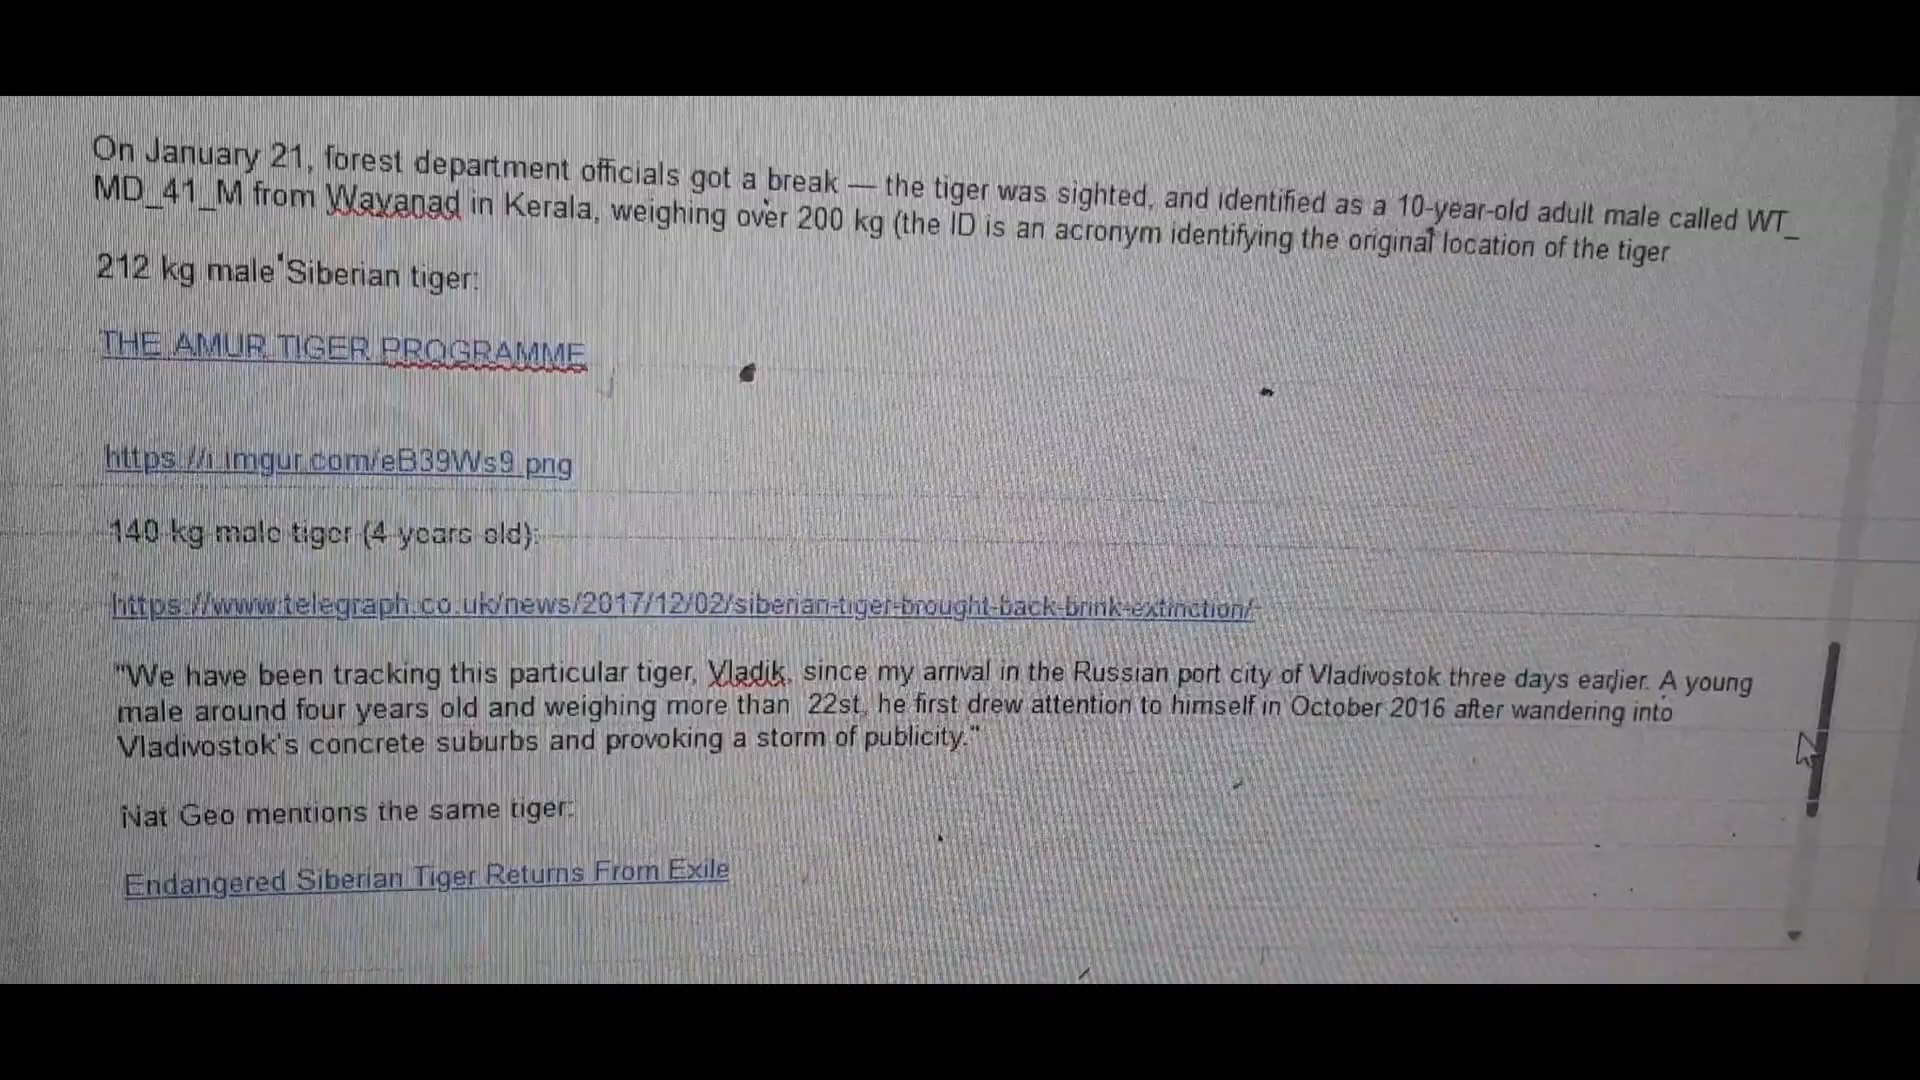 On January 21, forest department officials got a break — the tiger was sighted, and identified as a 10-year-old adult male called WT_
MD_41_M from Wayanad in Kerala, weighing over 200 kg (the ID is an acronym identifying the original location of the tiger
212 kg male Siberian tiger:
THE AMUR TIGER PROGRAMME
https://i.imgur.com/eB39Ws9.png
140 kg male tiger (4 years old):
https://www.telegraph.co.uk/news/2017/12/02/siberian-tiger-brought-back-brink-extinction/
"We have been tracking this particular tiger, Vladik, since my arrival in the Russian port city of Vladivostok three days earlier. A young
male around four years old and weighing more than 22st, he first drew attention to himself in October 2016 after wandering into
Vladivostok's concrete suburbs and provoking a storm of publicity."
Nat Geo mentions the same tiger:
Endangered Siberian Tiger Returns From Exile